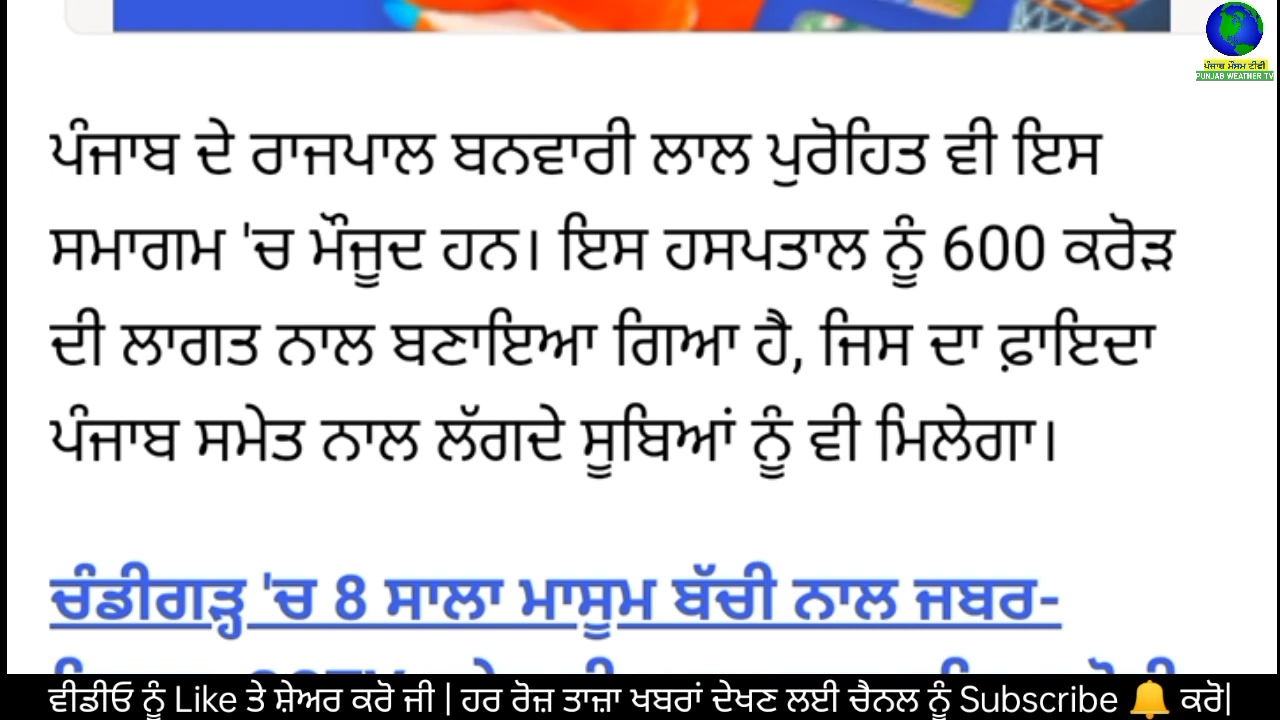 ਪੰਜਾਬ ਮੌਸਮ ਟੀਵੀ
PUNJAB WEATHER TV
ਪੰਜਾਬ ਦੇ ਰਾਜਪਾਲ ਬਨਵਾਰੀ ਲਾਲ ਪੁਰੋਹਿਤ ਵੀ ਇਸ
ਸਮਾਗਮ 'ਚ ਮੌਜੂਦ ਹਨ। ਇਸ ਹਸਪਤਾਲ ਨੂੰ 600 ਕਰੋੜ
ਦੀ ਲਾਗਤ ਨਾਲ ਬਣਾਇਆ ਗਿਆ ਹੈ, ਜਿਸ ਦਾ ਫ਼ਾਇਦਾ
ਪੰਜਾਬ ਸਮੇਤ ਨਾਲ ਲੱਗਦੇ ਸੂਬਿਆਂ ਨੂੰ ਵੀ ਮਿਲੇਗਾ।
ਚੰਡੀਗੜ੍ਹ 'ਚ 8 ਸਾਲਾ ਮਾਸੂਮ ਬੱਚੀ ਨਾਲ ਜਬਰ-
ਵੀਡੀਓ ਨੂੰ Like ਤੇ ਸ਼ੇਅਰ ਕਰੋ ਜੀ | ਹਰ ਰੋਜ਼ ਤਾਜ਼ਾ ਖਬਰਾਂ ਦੇਖਣ ਲਈ ਚੈਨਲ ਨੂੰ Subscribe 🔔 ਕਰੋ|